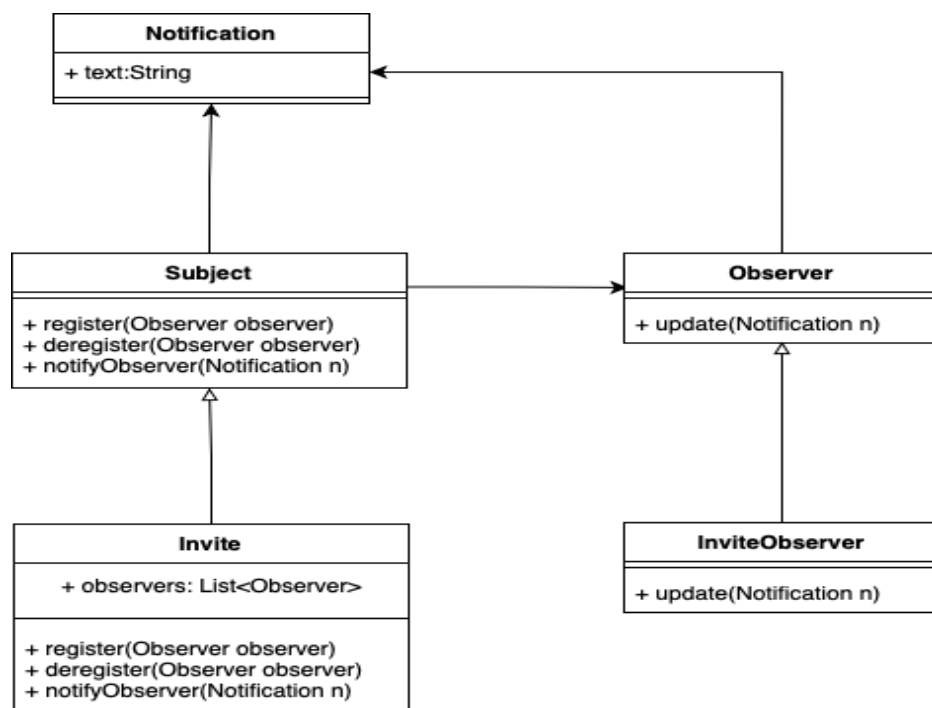 Notification
+ text:String
Subject
+ register(Observer observer)
+ deregister(Observer observer)
+ notifyObserver(Notification n)
Observer
+ update(Notification n)
Invite
+ observers: List<Observer>
+ register(Observer observer)
+ deregister(Observer observer)
+ notifyObserver(Notification n)
InviteObserver
+ update(Notification n)